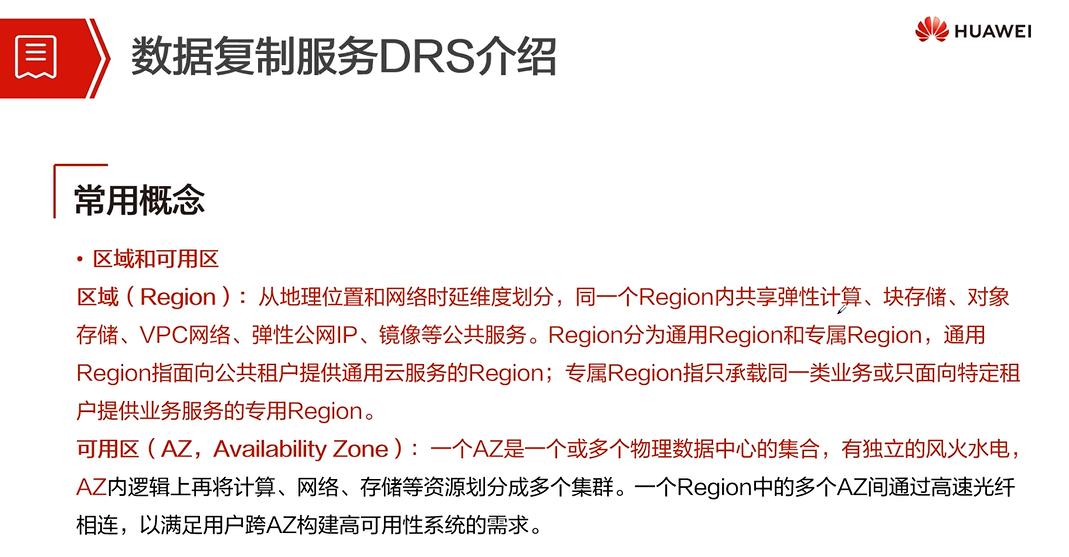 数据复制服务DRS介绍
HUAWEI
常用概念
• 区域和可用区
区域（Region）：从地理位置和网络时延维度划分，同一个Region内共享弹性计算、块存储、对象
存储、VPC网络、弹性公网IP、镜像等公共服务。Region分为通用Region和专属Region，通用
Region指面向公共租户提供通用云服务的Region；专属Region指只承载同一类业务或只面向特定租
户提供业务服务的专用Region。
可用区（AZ，Availability Zone）：一个AZ是一个或多个物理数据中心的集合，有独立的风火水电，
AZ内逻辑上再将计算、网络、存储等资源划分成多个集群。一个Region中的多个AZ间通过高速光纤
相连，以满足用户跨AZ构建高可用性系统的需求。